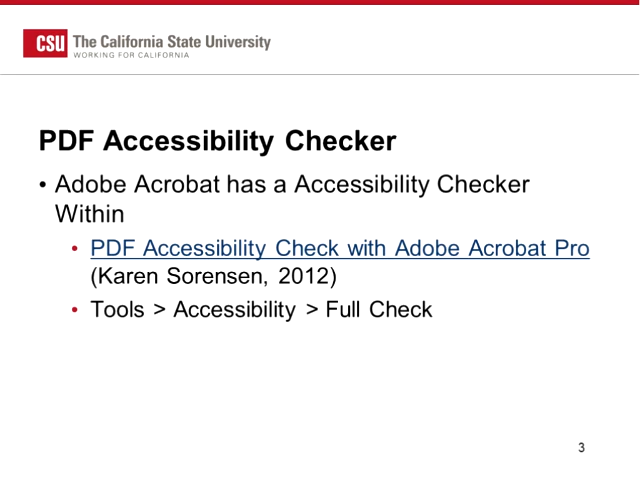 CSU The California State University
WORKING FOR CALIFORNIA
PDF Accessibility Checker
• Adobe Acrobat has a Accessibility Checker
Within
• PDF Accessibility Check with Adobe Acrobat Pro
(Karen Sorensen, 2012)
• Tools > Accessibility > Full Check
3